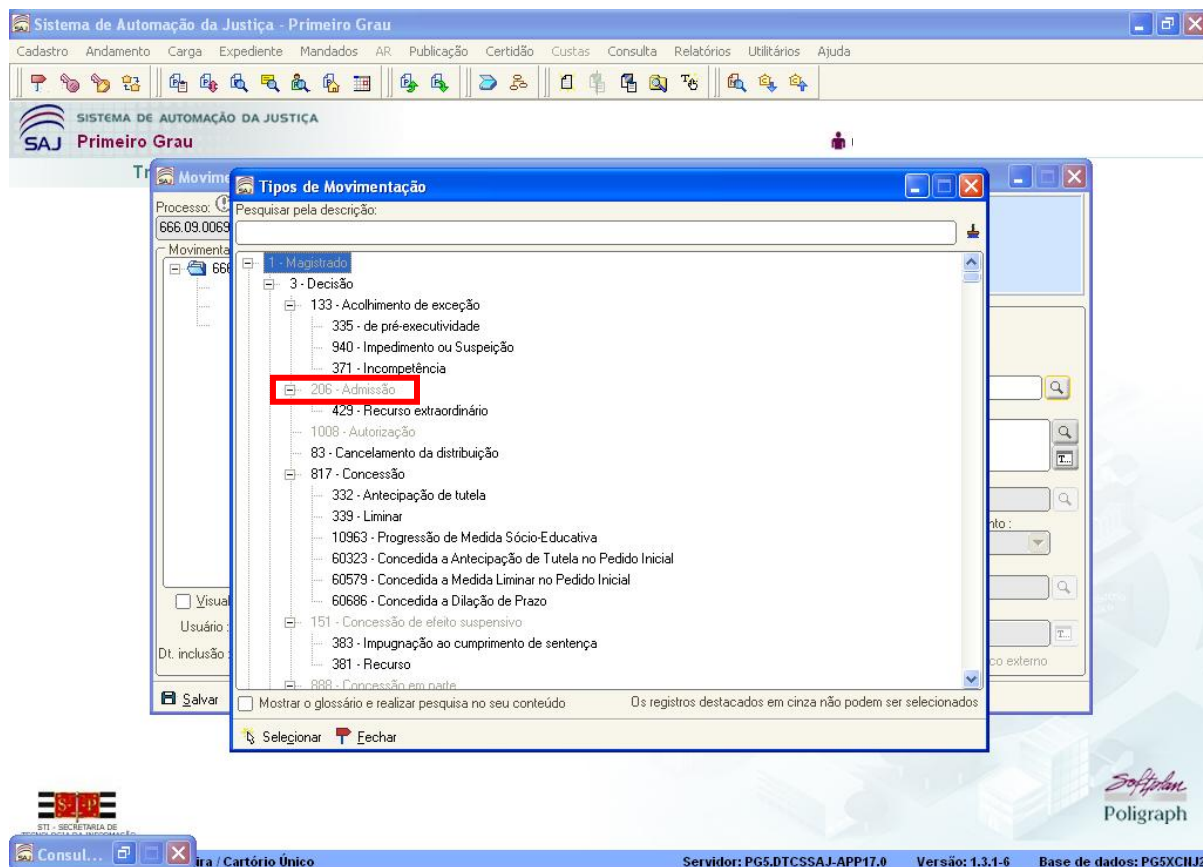 Sistema de Automação da Justiça - Primeiro Grau
Cadastro Andamento Carga Expediente Mandados AR Publicação Certidão Custas Consulta Relatórios Utilitários Ajuda
SISTEMA DE AUTOMAÇÃO DA JUSTIÇA
SAJ Primeiro Grau
Tr
Movime
Tipos de Movimentação
Processo:
Pesquisar pela descrição:
666.09.0069
Movimenta
666
1 - Magistrado
3 - Decisão
133 - Acolhimento de exceção
335 - de pré-executividade
940 - Impedimento ou Suspeição
371 - Incompetência
206 - Admissão
429 - Recurso extraordinário
1008 - Autorização
83 - Cancelamento da distribuição
817 - Concessão
332 - Antecipação de tutela
339 - Liminar
nto :
10963 - Progressão de Medida Sócio-Educativa
60323 - Concedida a Antecipação de Tutela no Pedido Inicial
60579 - Concedida a Medida Liminar no Pedido Inicial
60686 - Concedida a Dilação de Prazo
Visual
151 - Concessão de efeito suspensivo
Usuário :
383 - Impugnação ao cumprimento de sentença
Dt. inclusão :
381 - Recurso
co externo
888 - Concessão em parte
Salvar
Mostrar o glossário e realizar pesquisa no seu conteúdo Os registros destacados em cinza não podem ser selecionados
Selecionar Fechar
Softplan
Poligraph
S P
STI - SECRETARIA DE
TECNOLOGIA DA INFORMAÇÃO
Consul... ira / Cartório Único Servidor: PG5.DTCSSAJ-APP17.0 Versão: 1.3.1-6 Base de dados: PG5XCIIJ2